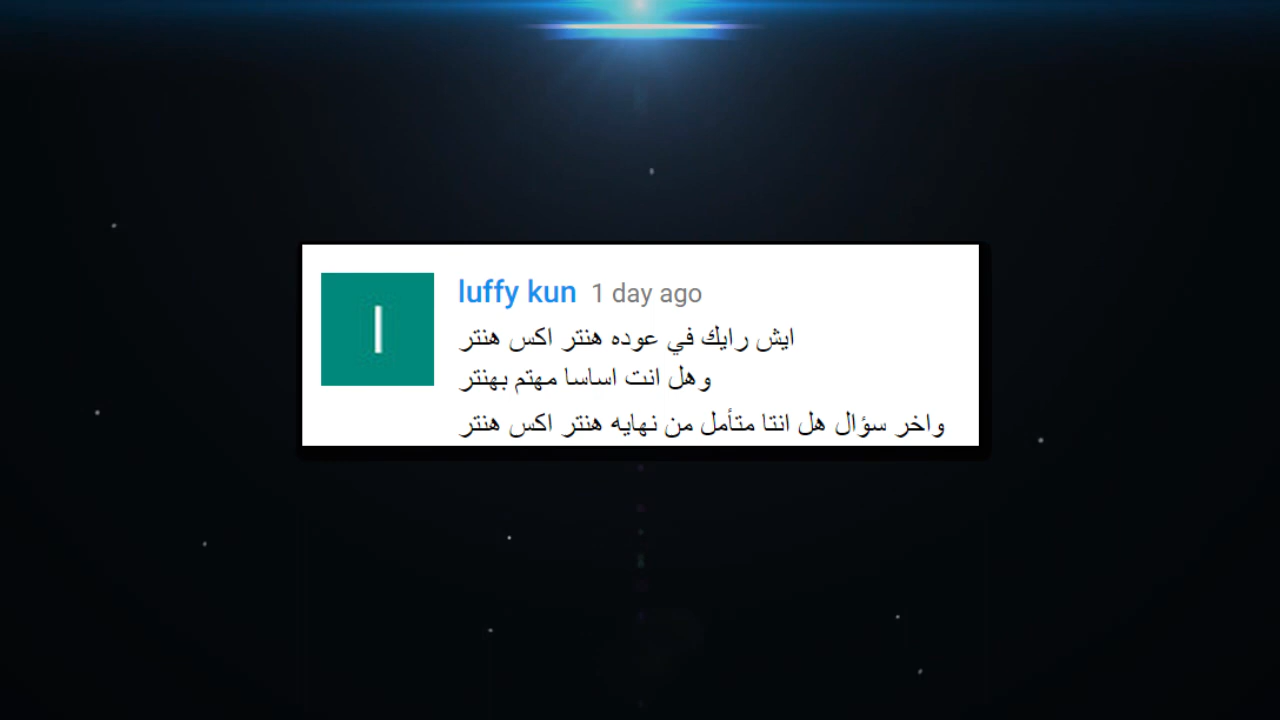 l
luffy kun 1 day ago
ايش رايك في عوده هنتر اكس هنتر
وهل انت اساسا مهتم بهنتر
واخر سؤال هل انتا متأمل من نهايه هنتر اكس هنتر